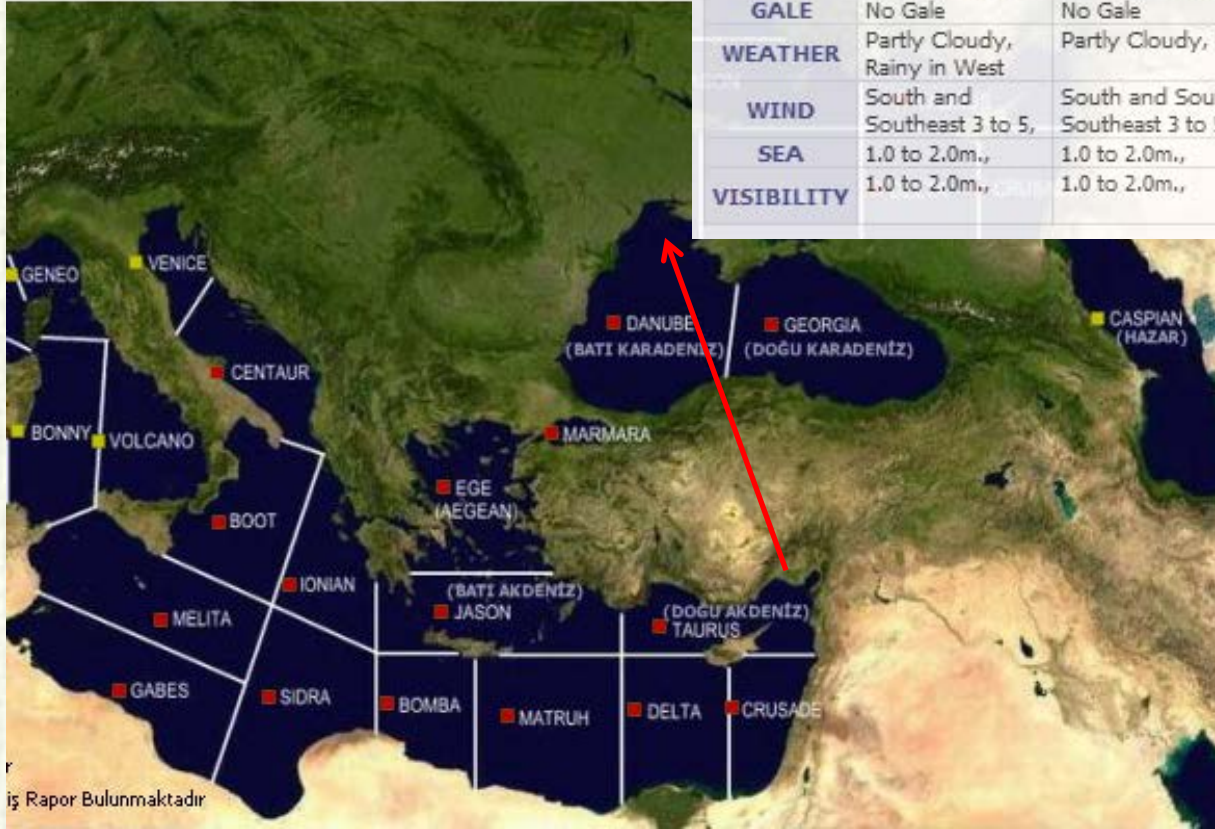 GALE No Gale No Gale
WEATHER Partly Cloudy, Rainy in West Partly Cloudy,
WIND South and Southeast 3 to 5, South and Sou Southeast 3 to
SEA 1.0 to 2.0m., 1.0 to 2.0m.,
VISIBILITY 1.0 to 2.0m., 1.0 to 2.0m.,
GENEO
VENICE
DANUBE
(BATI KARADENİZ)
GEORGIA
(DOĞU KARADENİZ)
CASPIAN
(HAZAR)
CENTAUR
BONNY
VOLCANO
MARMARA
EGE
(AEGEAN)
BOOT
IONIAN
(BATI AKDENİZ)
JASON
(DOĞU AKDENİZ)
TAURUS
MELITA
GABES
SIDRA
BOMBA
MATRUH
DELTA
CRUSADE
r
iş Rapor Bulunmaktadır